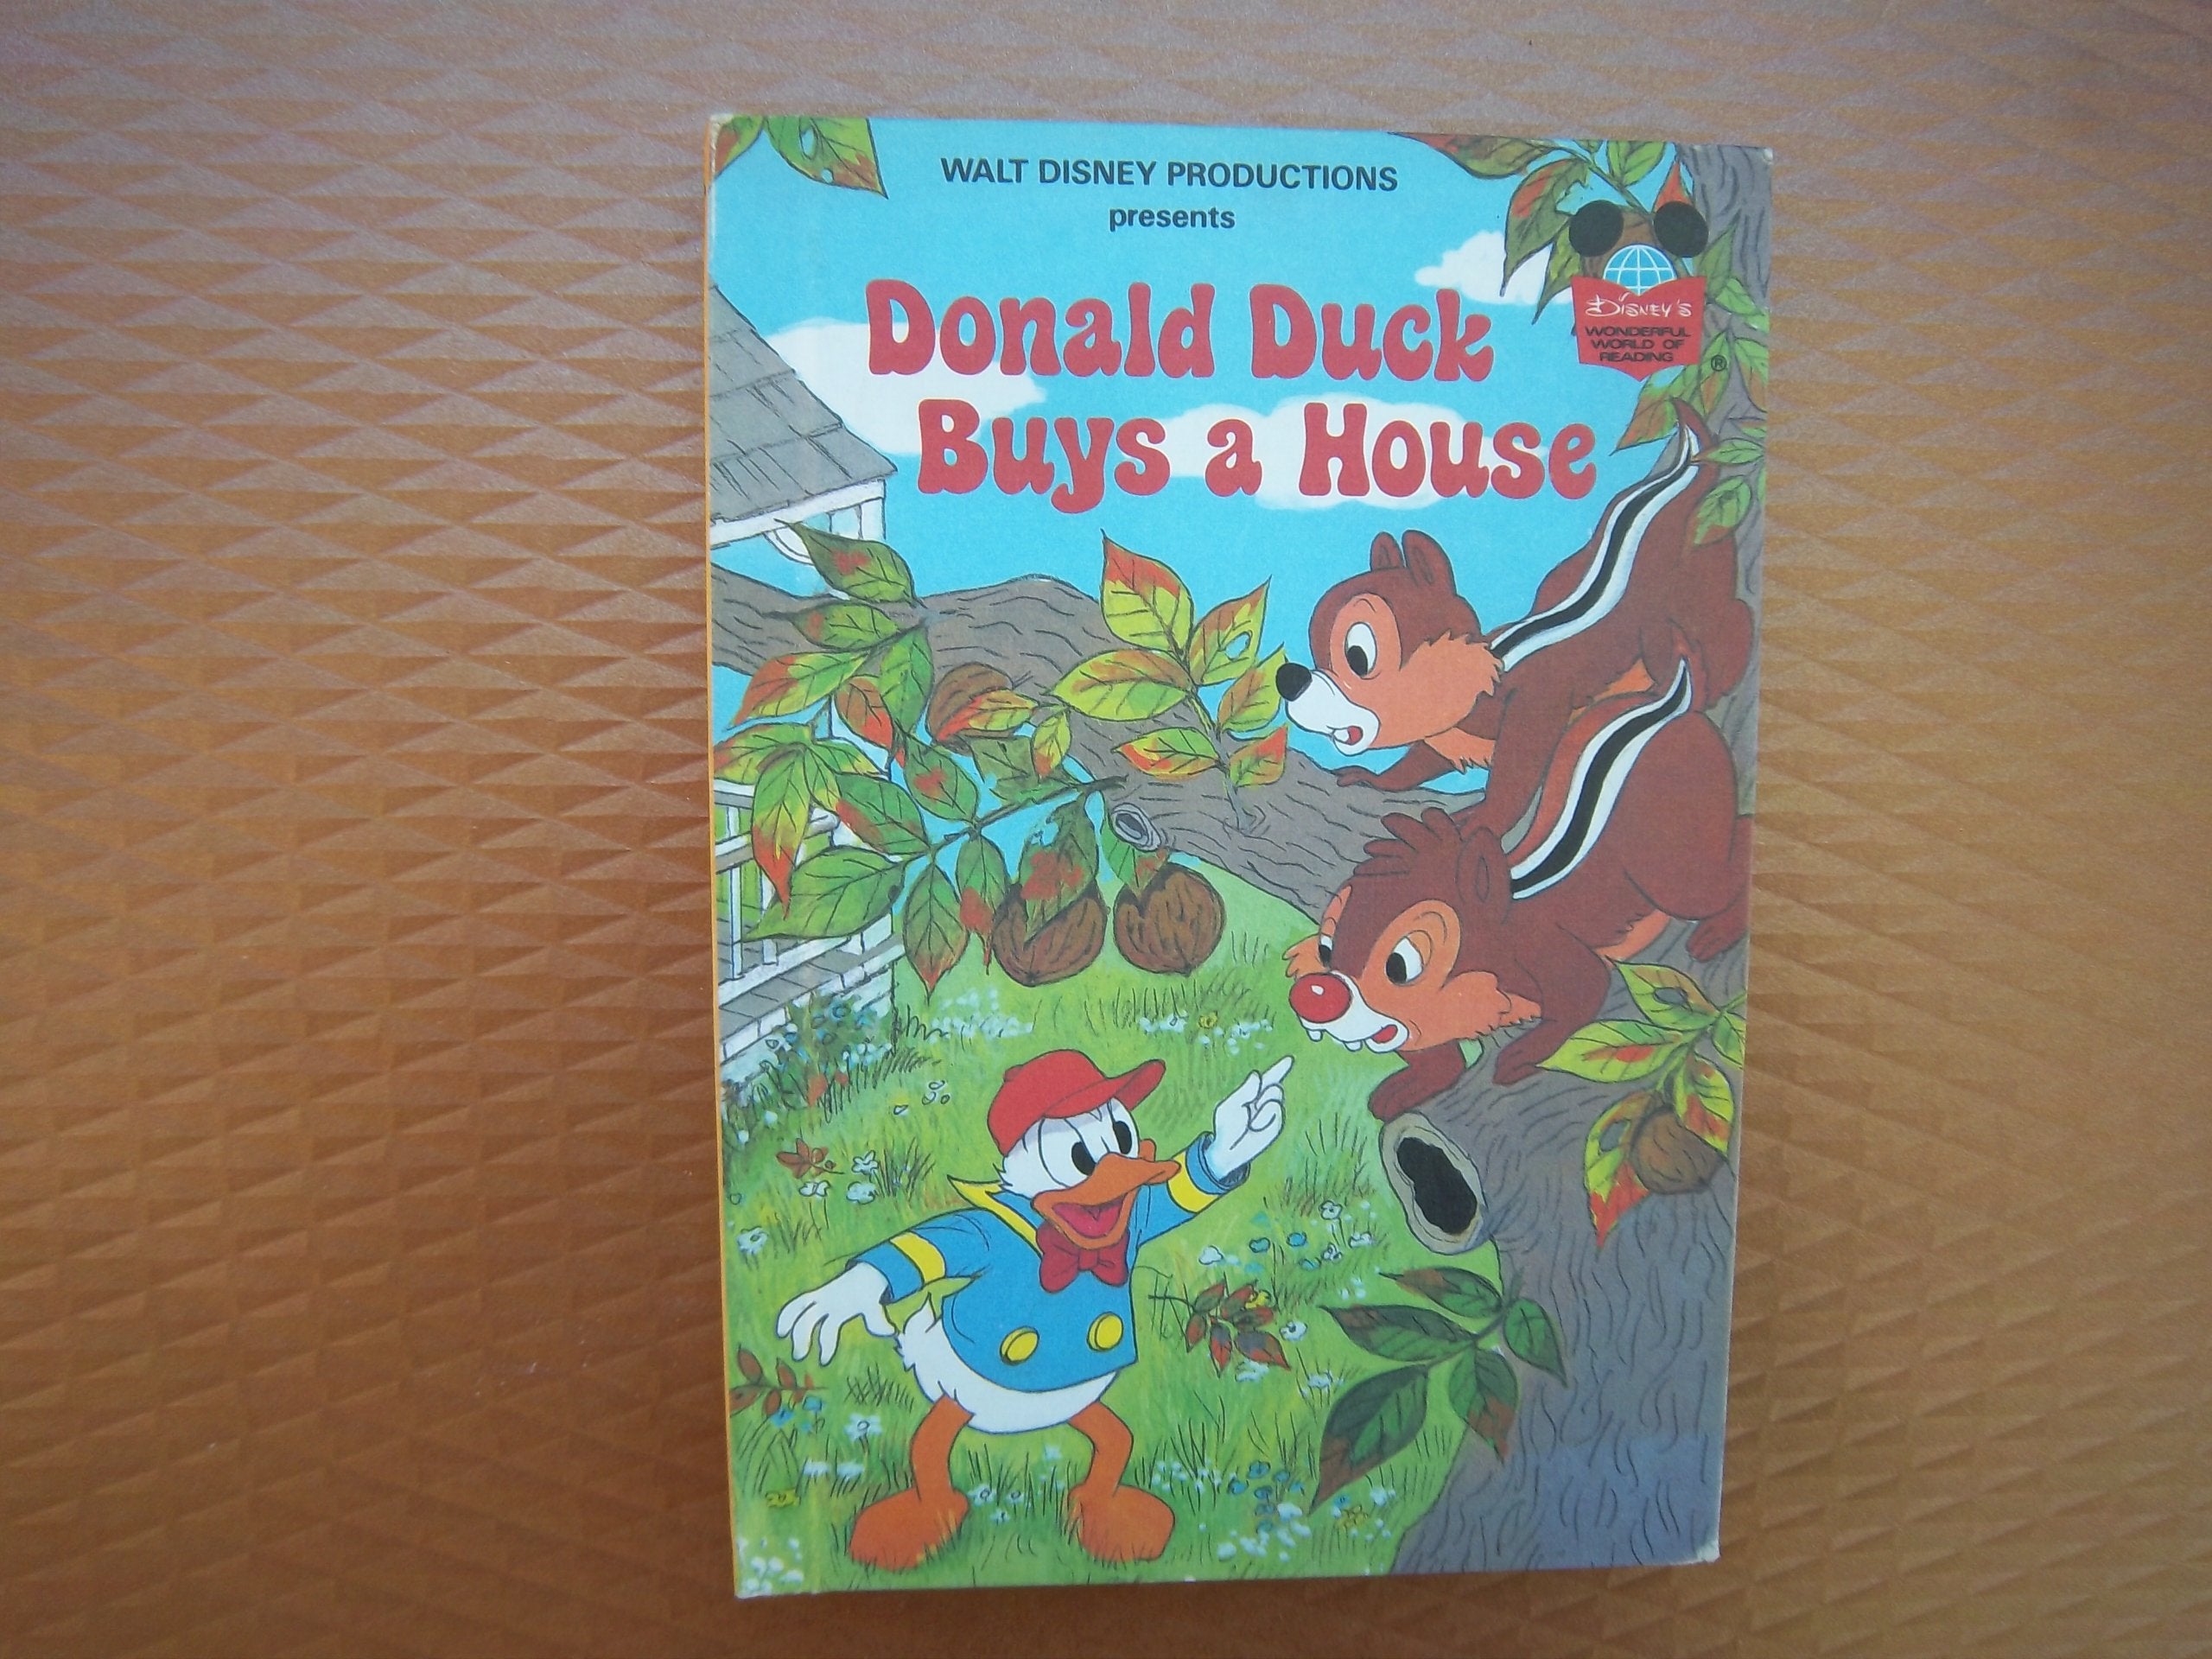 WALT DISNEY PRODUCTIONS
presents
Donald Duck
Buys a House
DISNEY'S
WONDERFUL
WORLD OF
READING
®